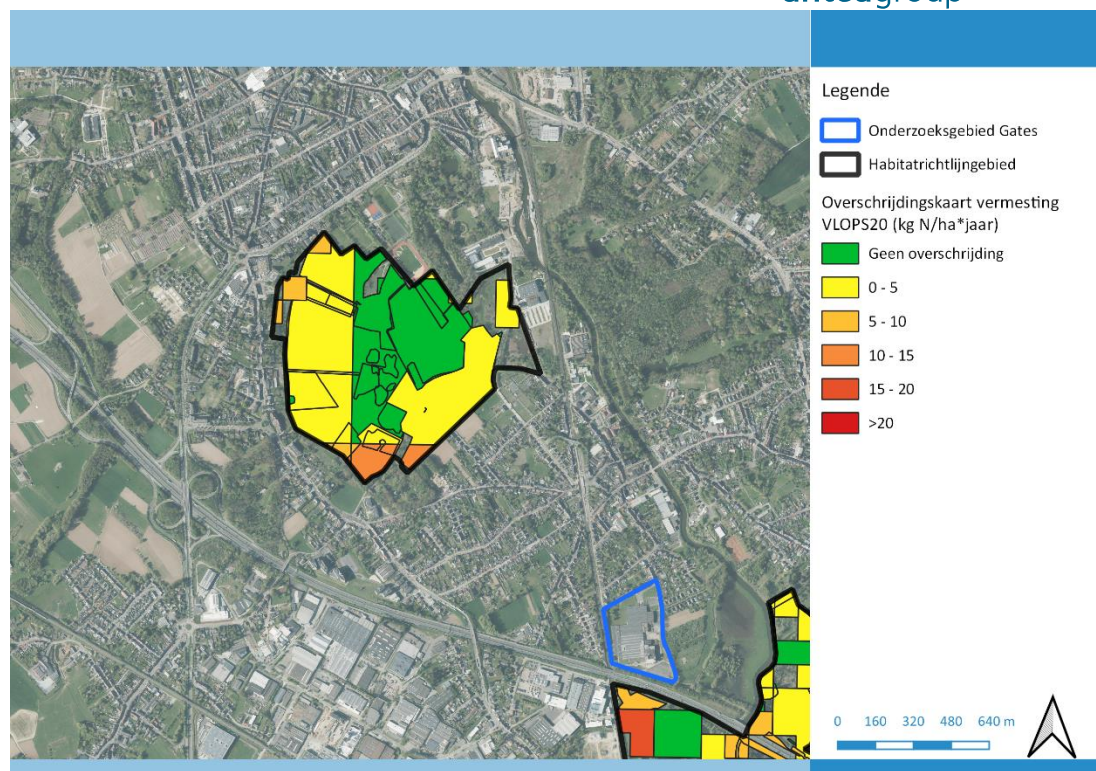 anteagroup
Legende
Onderzoeksgebied Gates
Habitatrichtlijngebied
Overschrijdingskaart vermesting
VLOPS20 (kg N/ha*jaar)
Geen overschrijding
0 - 5
5 - 10
10 - 15
15 - 20
>20
0 160 320 480 640 m